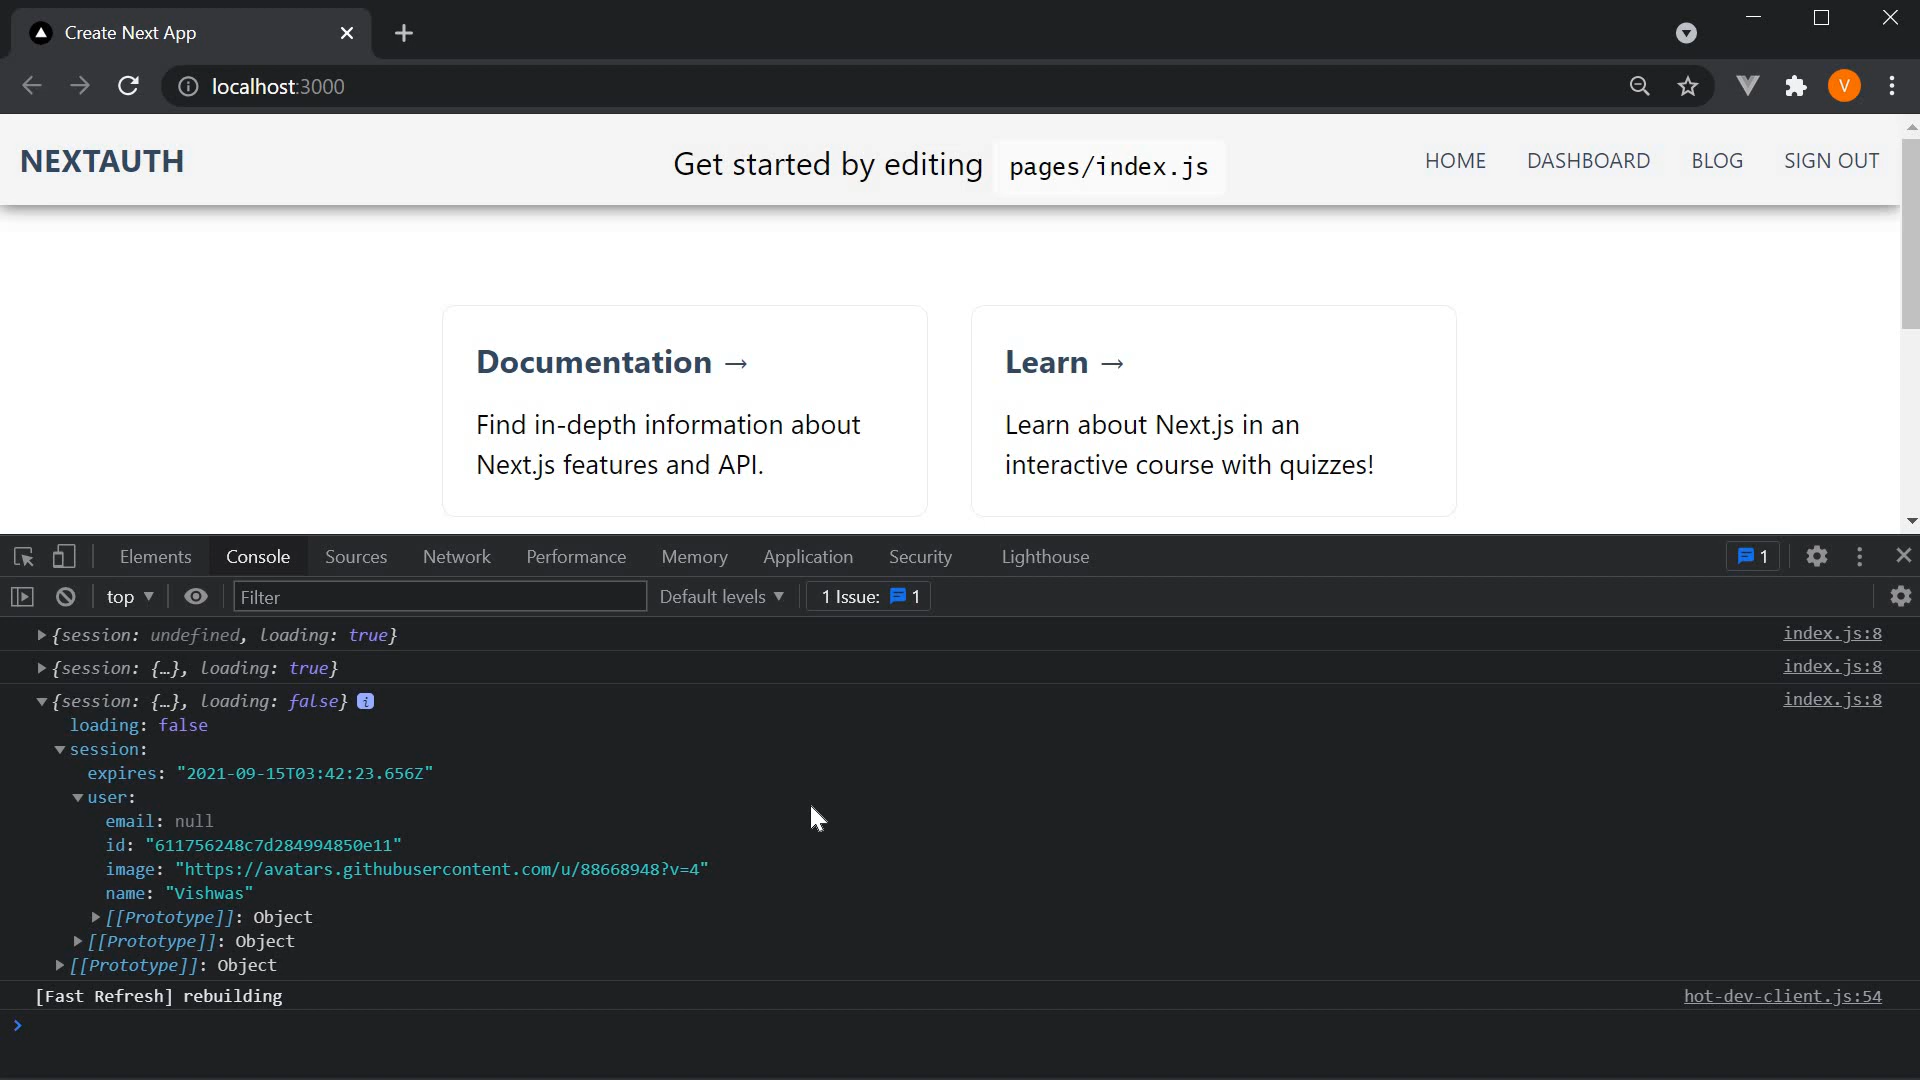 Create Next App
localhost:3000
V
NEXTAUTH
Get started by editing pages/index.js
HOME DASHBOARD BLOG SIGN OUT
Documentation →
Find in-depth information about
Next.js features and API.
Learn →
Learn about Next.js in an
interactive course with quizzes!
Elements Console Sources Network Performance Memory Application Security Lighthouse 1
top Filter Default levels 1 Issue: 1
{session: undefined, loading: true} index.js:8
{session: {…}, loading: true} index.js:8
{session: {…}, loading: false} i index.js:8
loading: false
session:
expires: "2021-09-15T03:42:23.656Z"
user:
email: null
id: "611756248c7d284994850e11"
image: "https://avatars.githubusercontent.com/u/88668948?v=4"
name: "Vishwas"
[[Prototype]]: Object
[[Prototype]]: Object
[[Prototype]]: Object
[Fast Refresh] rebuilding hot-dev-client.js:54